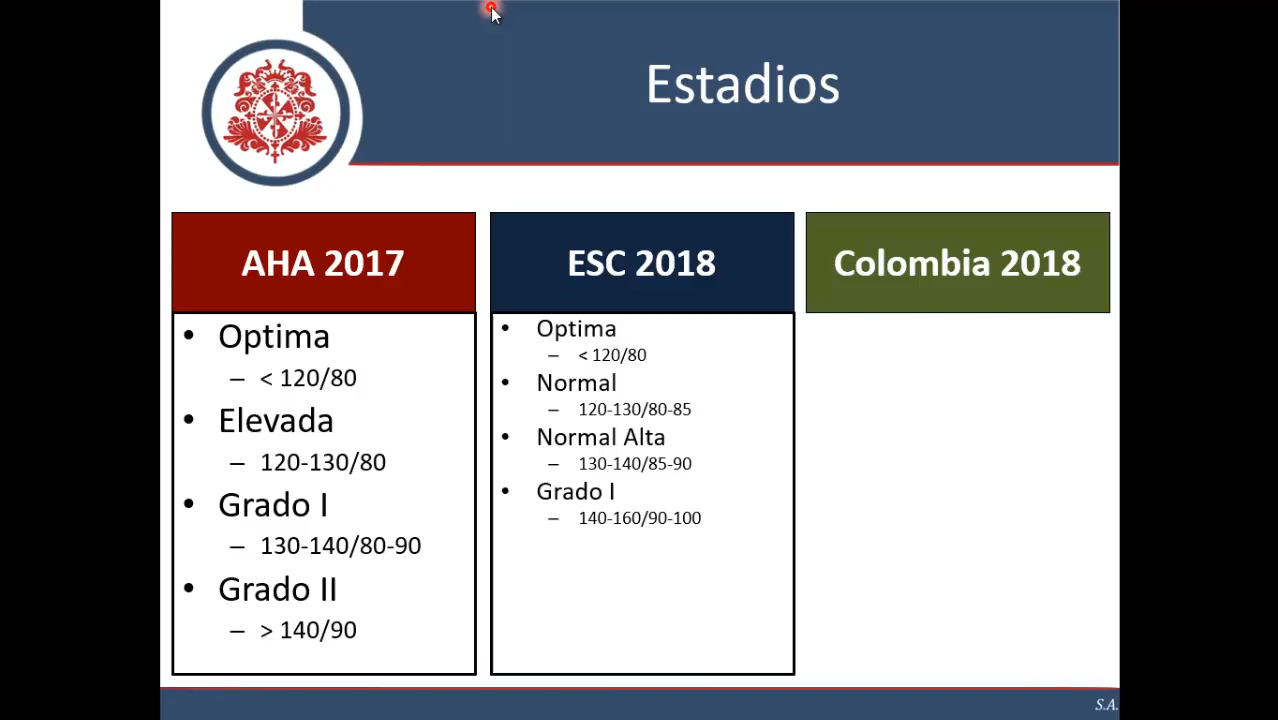 Estadios
AHA 2017
• Optima
– < 120/80
• Elevada
– 120-130/80
• Grado I
– 130-140/80-90
• Grado II
– > 140/90
ESC 2018
• Optima
– < 120/80
• Normal
– 120-130/80-85
• Normal Alta
– 130-140/85-90
• Grado I
– 140-160/90-100
Colombia 2018
S.A.